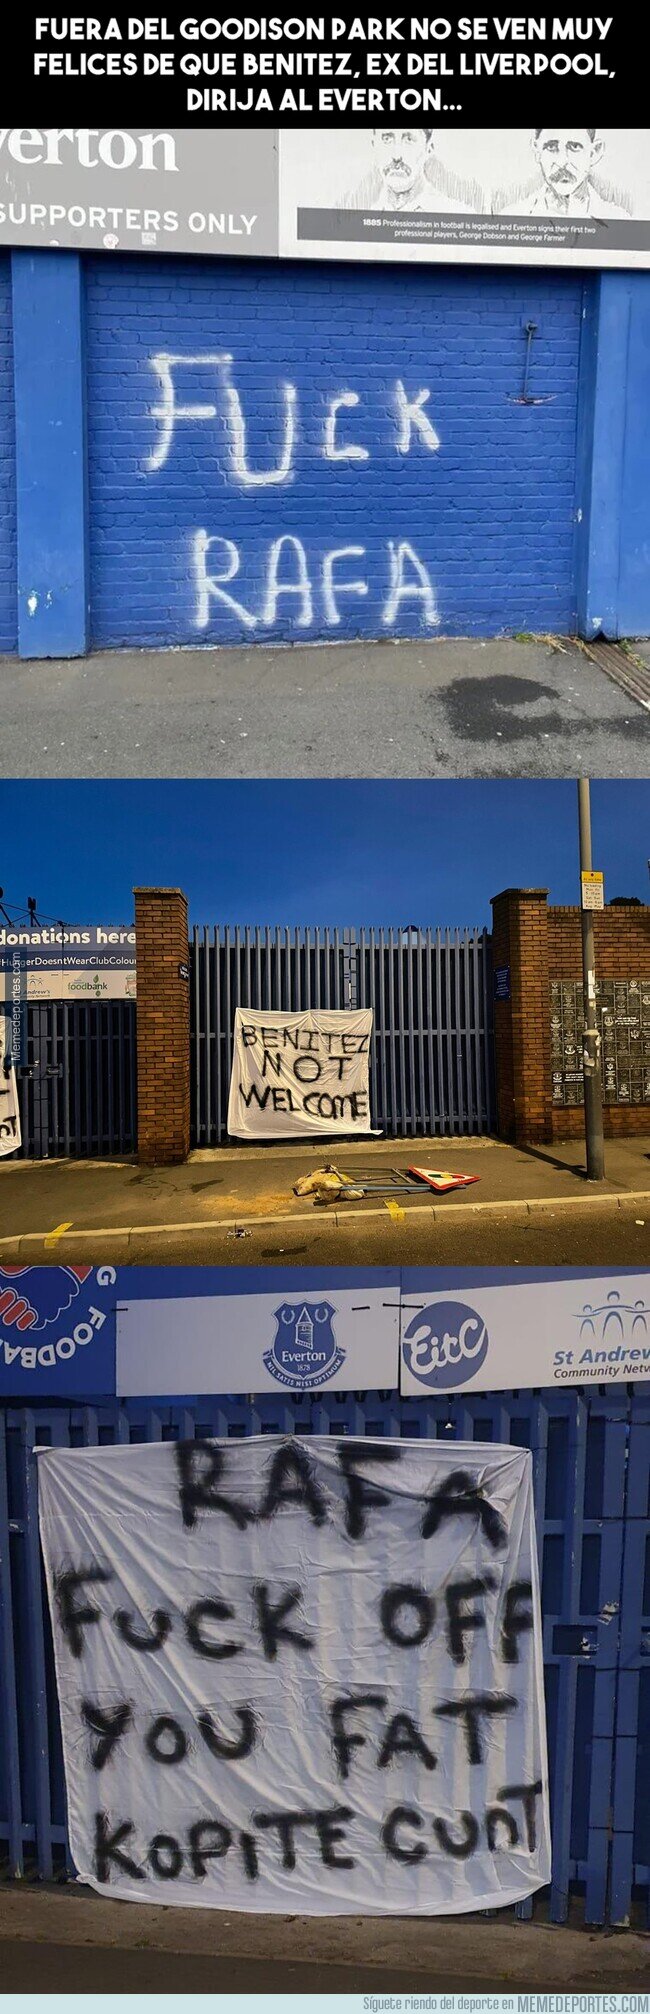 FUERA DEL GOODISON PARK NO SE VEN MUY
FELICES DE QUE BENITEZ, EX DEL LIVERPOOL,
DIRIJA AL EVERTON...
verton
SUPPORTERS ONLY
1885 Professionalism in football is legalised and Everton signs their first two
professional players, George Dobson and George Farmer
FUCK
RAFA
donations here
foodbank
BENITEZ
NOT
WELCOME
Memedeportes.com
G FOODBA
Everton
1878
NIL SATIS NISI OPTIMUM
EitC
St Andrew
Community Netw
RAFA
FUCK OFF
YOU FAT
KOPITE CUNT
Síguete riendo del deporte en MEMEDEPORTES.COM